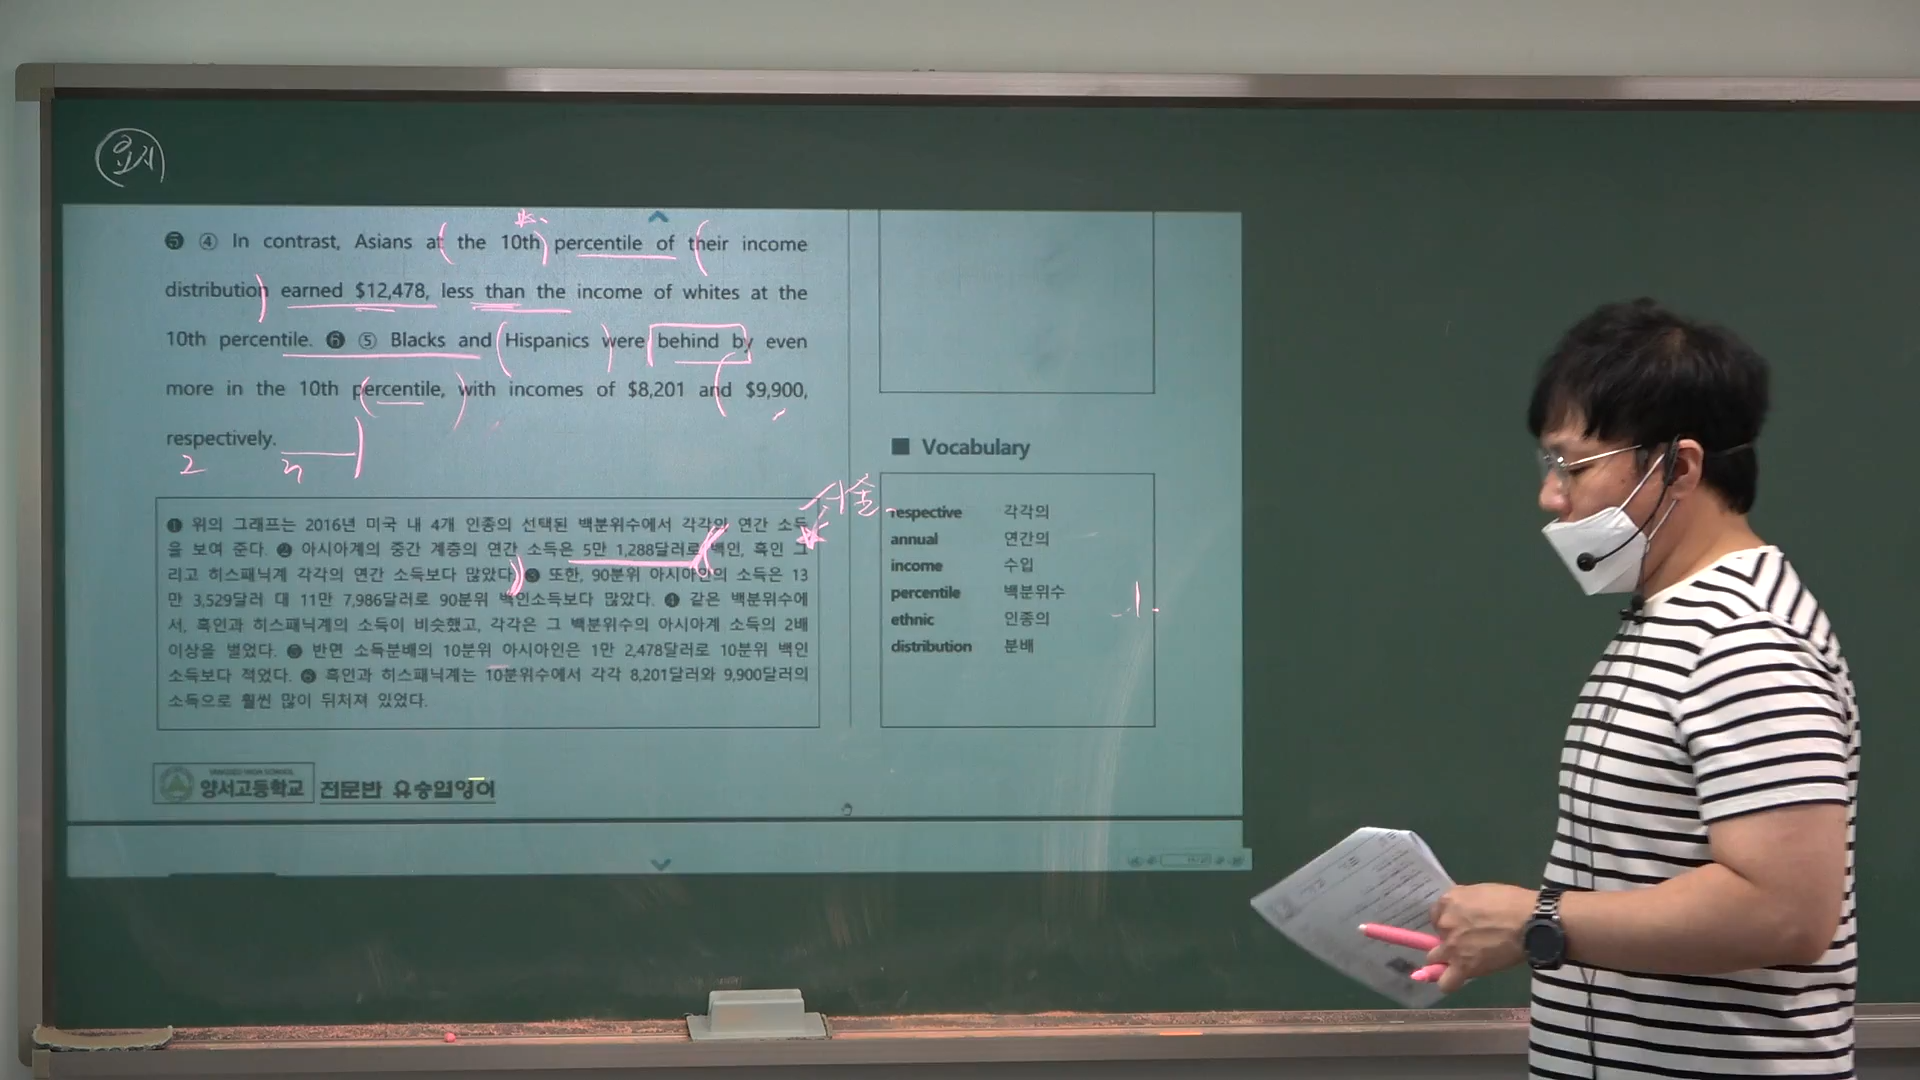 요지
❺ ④ In contrast, Asians at the 10th percentile of their income
distribution earned $12,478, less than the income of whites at the
10th percentile. ❻ ⑤ Blacks and Hispanics were behind by even
more in the 10th percentile, with incomes of $8,201 and $9,900,
respectively.
2
서술
❶ 위의 그래프는 2016년 미국 내 4개 인종의 선택된 백분위수에서 각각의 연간 소득
을 보여 준다. ❷ 아시아계의 중간 계층의 연간 소득은 5만 1,288달러로 백인, 흑인 그
리고 히스패닉계 각각의 연간 소득보다 많았다. ❸ 또한, 90분위 아시아인의 소득은 13
만 3,529달러 대 11만 7,986달러로 90분위 백인소득보다 많았다. ❹ 같은 백분위수에
서, 흑인과 히스패닉계의 소득이 비슷했고, 각각은 그 백분위수의 아시아계 소득의 2배
이상을 벌었다. ❺ 반면 소득분배의 10분위 아시아인은 1만 2,478달러로 10분위 백인
소득보다 적었다. ❻ 흑인과 히스패닉계는 10분위수에서 각각 8,201달러와 9,900달러의
소득으로 훨씬 많이 뒤처져 있었다.
YANGSEO HIGH SCHOOL
양서고등학교 전문반 유승일영어
■ Vocabulary
respective 각각의
annual 연간의
income 수입
percentile 백분위수
ethnic 인종의
distribution 분배